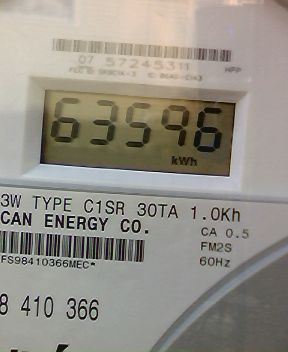 07 57245311
HPP
63596
kWh
3W TYPE C1SR 30TA 1.0Kh
CAN ENERGY CO.
CA 0.5
FM2S
FS98410366MEC*
60Hz
8 410 366